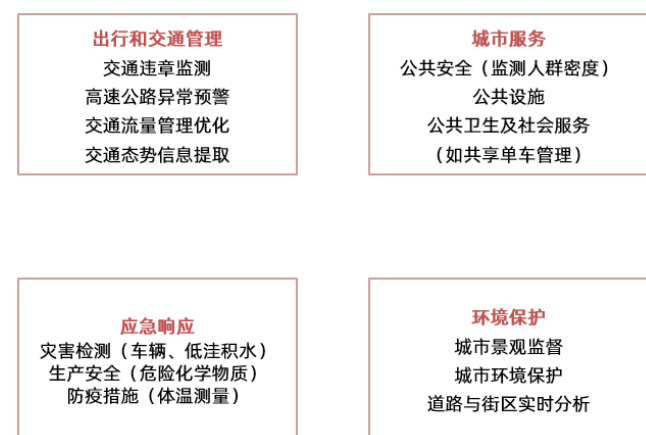 出行和交通管理
交通违章监测
高速公路异常预警
交通流量管理优化
交通态势信息提取
城市服务
公共安全（监测人群密度）
公共设施
公共卫生及社会服务
（如共享单车管理）
应急响应
灾害检测（车辆、低洼积水）
生产安全（危险化学物质）
防疫措施（体温测量）
环境保护
城市景观监督
城市环境保护
道路与街区实时分析